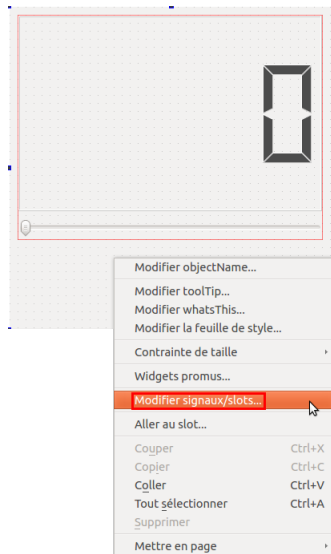 0
Modifier objectName...
Modifier toolTip...
Modifier whatsThis...
Modifier la feuille de style...
Contrainte de taille
Widgets promus...
Modifier signaux/slots...
Aller au slot...
Couper Ctrl+X
Copier Ctrl+C
Coller Ctrl+V
Tout sélectionner Ctrl+A
Supprimer
Mettre en page